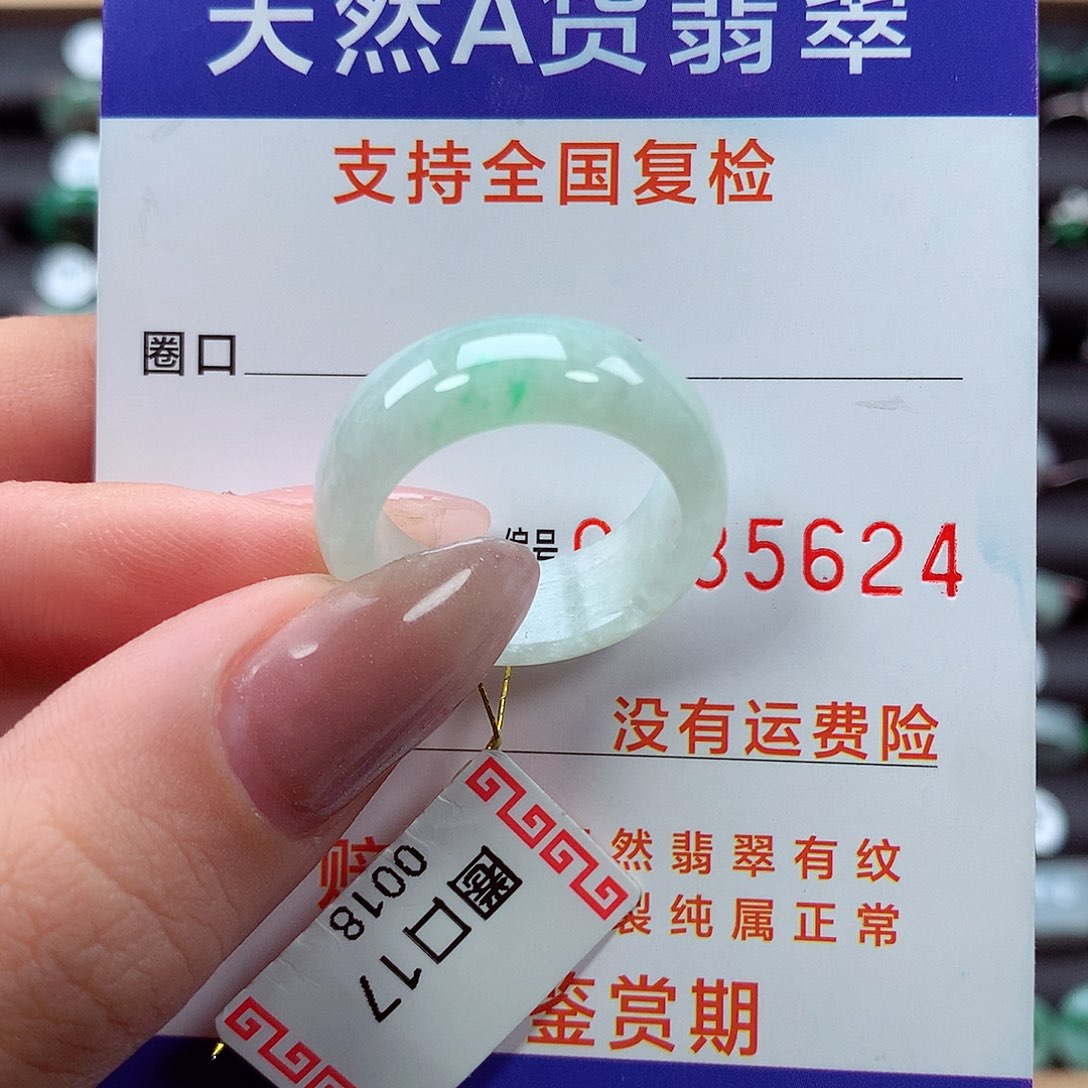 天然A货翡翠
支持全国复检
圈口
编号 85624
没有运费险
赔 然翡翠有纹
裂纯属正常
鉴赏期
圈口17
0018